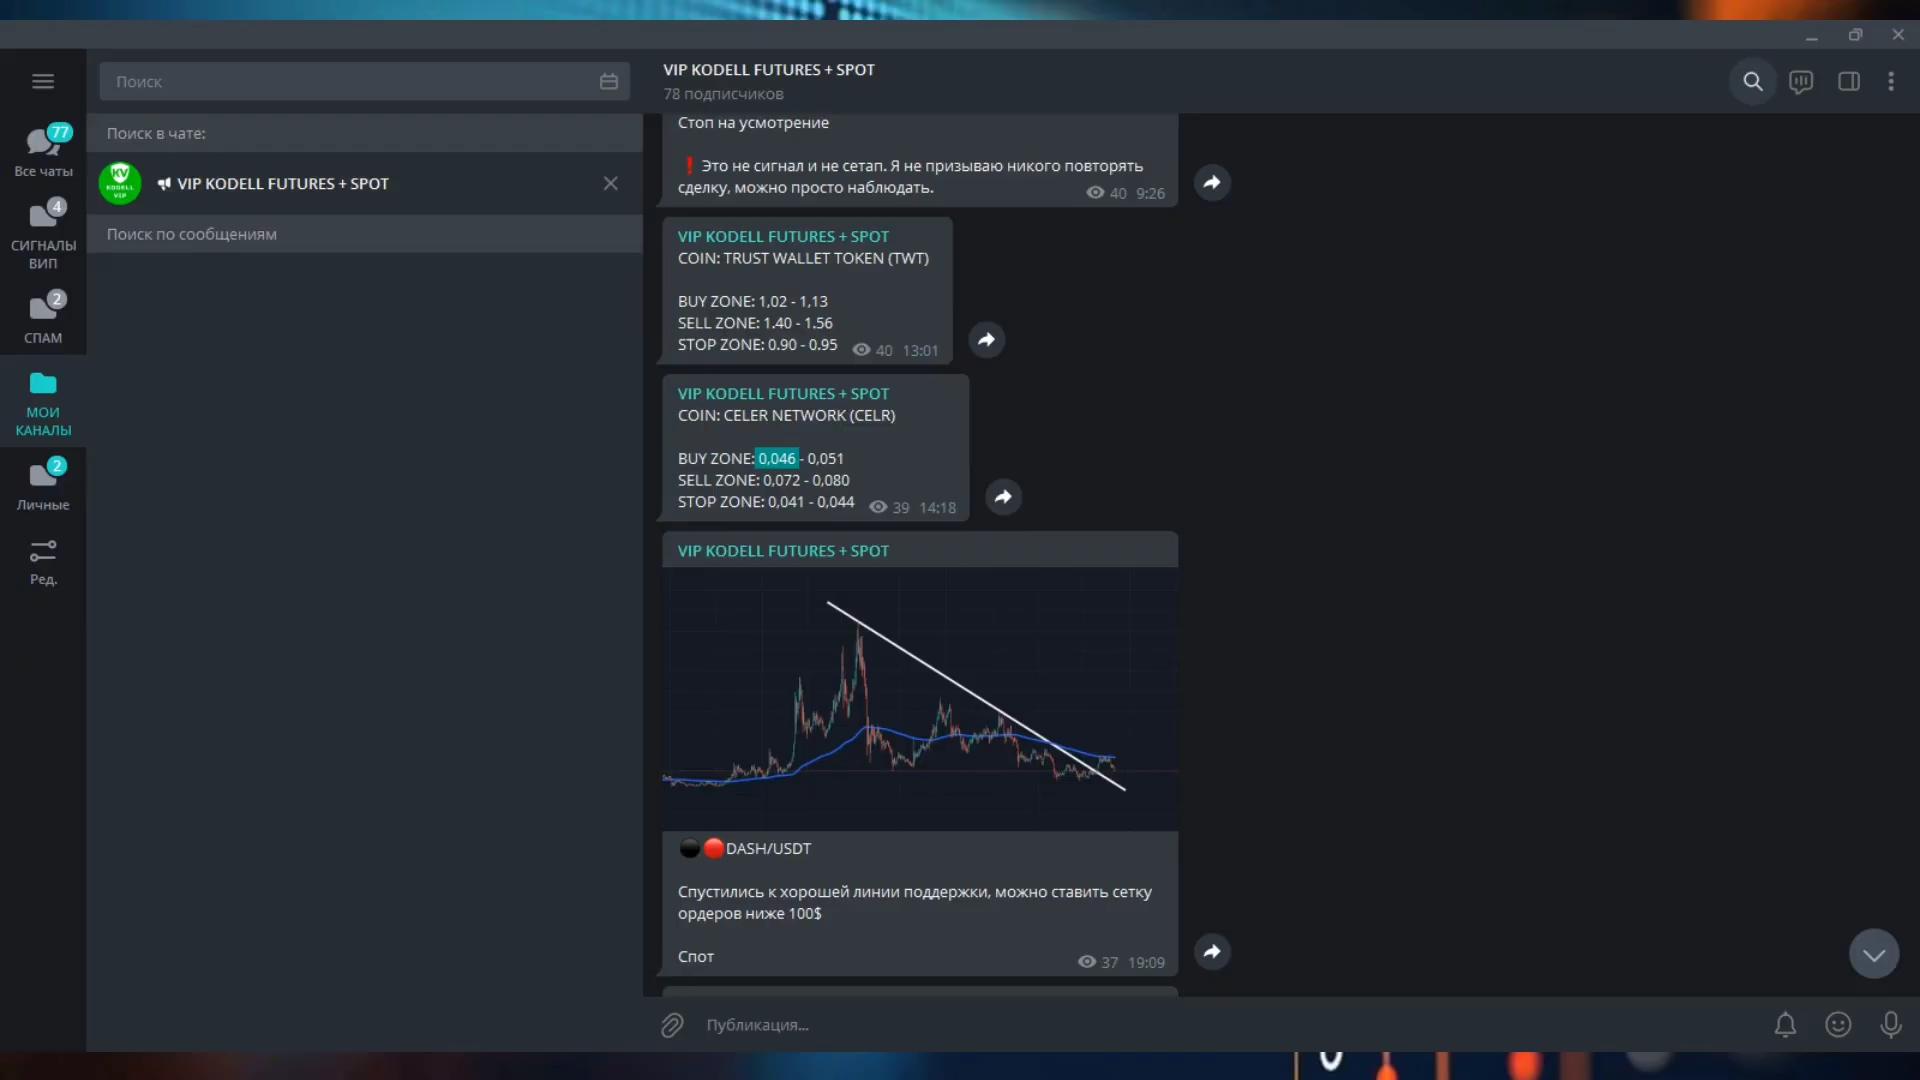 Поиск
Поиск в чате:
KV
KODELL
VIP
VIP KODELL FUTURES + SPOT
Поиск по сообщениям
77
Все чаты
4
СИГНАЛЫ
ВИП
2
СПАМ
МОИ
КАНАЛЫ
2
Личные
Ред.
VIP KODELL FUTURES + SPOT
78 подписчиков
Стоп на усмотрение
❗ Это не сигнал и не сетап. Я не призываю никого повторять
сделку, можно просто наблюдать.
40 9:26
VIP KODELL FUTURES + SPOT
COIN: TRUST WALLET TOKEN (TWT)
BUY ZONE: 1,02 - 1,13
SELL ZONE: 1.40 - 1.56
STOP ZONE: 0.90 - 0.95
40 13:01
VIP KODELL FUTURES + SPOT
COIN: CELER NETWORK (CELR)
BUY ZONE: 0,046 - 0,051
SELL ZONE: 0,072 - 0,080
STOP ZONE: 0,041 - 0,044
39 14:18
VIP KODELL FUTURES + SPOT
⚫🔴DASH/USDT
Спустились к хорошей линии поддержки, можно ставить сетку
ордеров ниже 100$
Спот
37 19:09
Публикация...